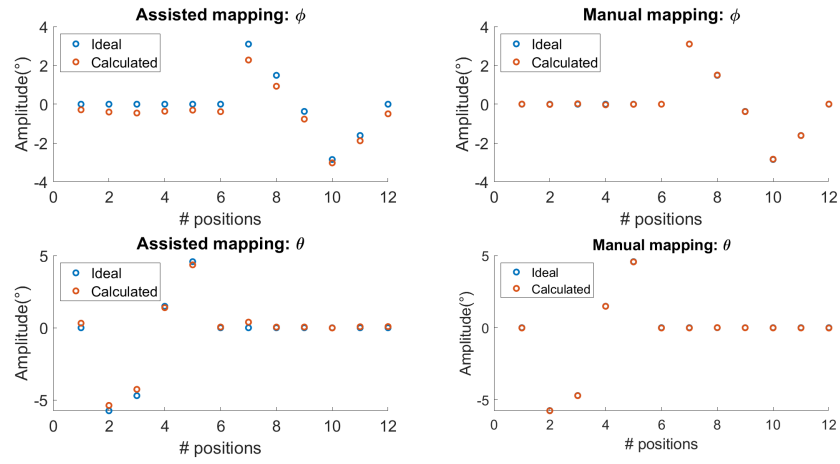 Assisted mapping: ϕ
Ideal
Calculated
Amplitude(°)
4
2
0
-2
-4
0 2 4 6 8 10 12
# positions
Manual mapping: ϕ
Ideal
Calculated
Amplitude(°)
4
2
0
-2
-4
0 2 4 6 8 10 12
# positions
Assisted mapping: θ
Ideal
Calculated
Amplitude(°)
5
0
-5
0 2 4 6 8 10 12
# positions
Manual mapping: θ
Ideal
Calculated
Amplitude(°)
5
0
-5
0 2 4 6 8 10 12
# positions